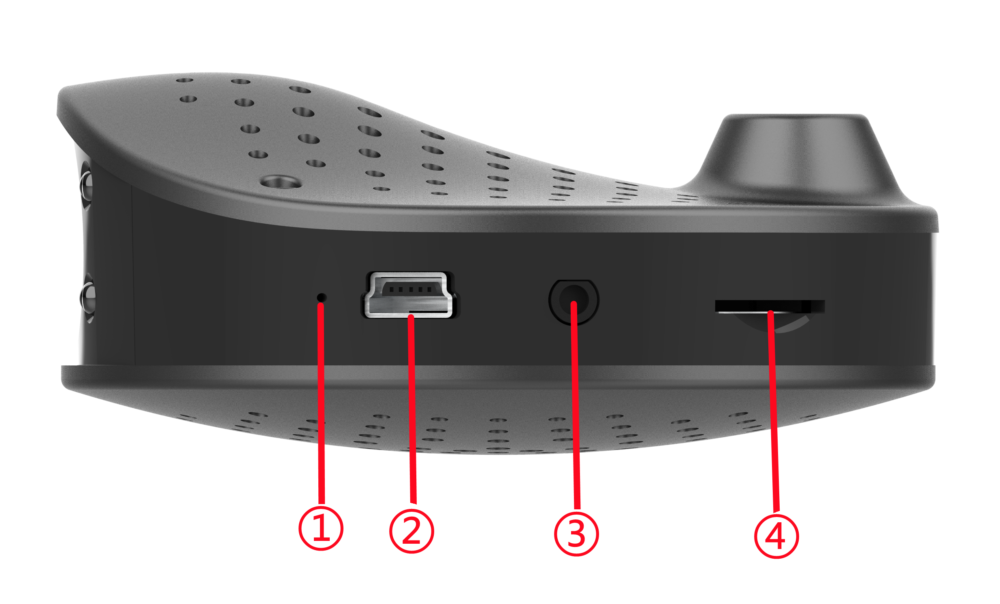 ① ② ③ ④